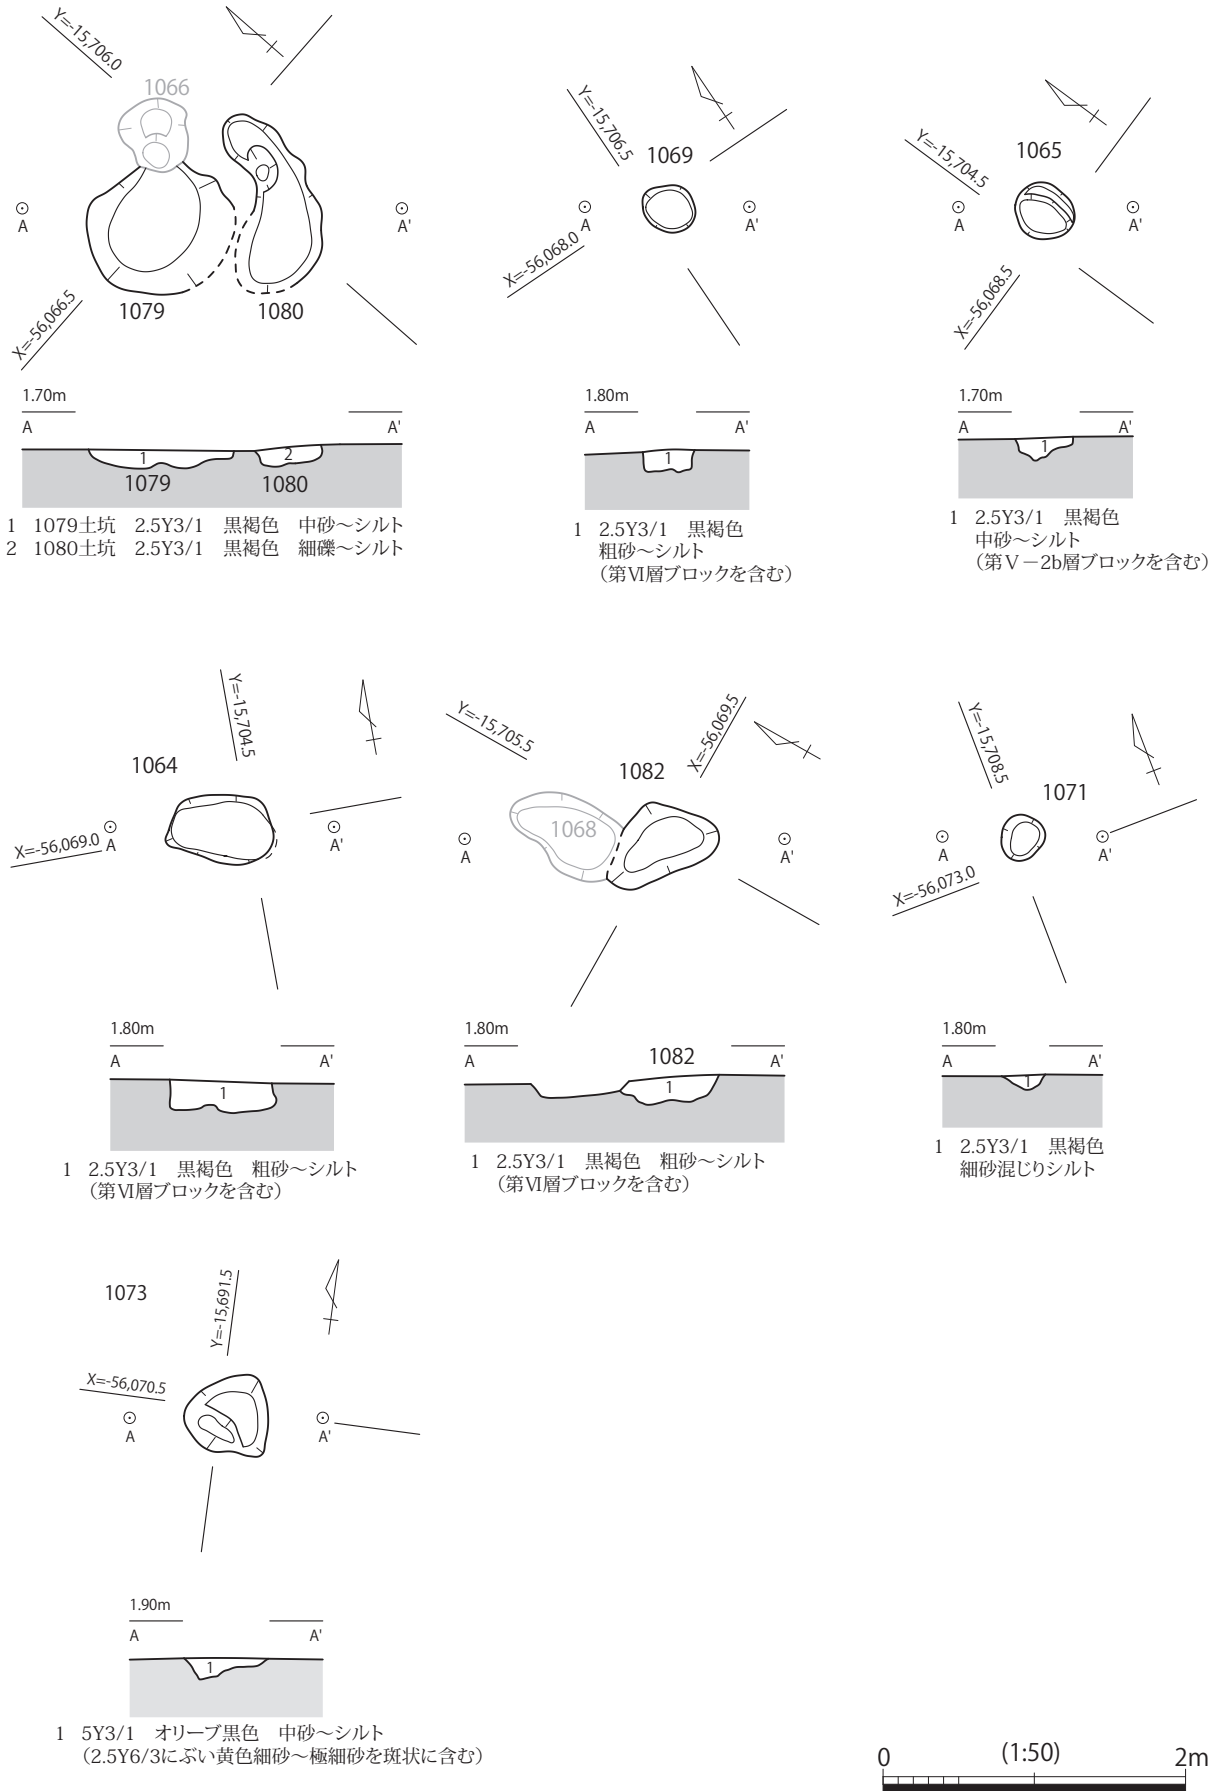 Y=-15,706.0
1066
A
A'
X=-56,066.5
1079
1080
1.70m
A
A'
1
2
1079
1080
1 1079土坑 2.5Y3/1 黒褐色 中砂～シルト
2 1080土坑 2.5Y3/1 黒褐色 細礫～シルト
Y=-15,706.5
1069
A
A'
X=-56,068.0
1.80m
A
A'
1
1 2.5Y3/1 黒褐色
粗砂～シルト
（第Ⅵ層ブロックを含む）
1065
Y=-15,704.5
A
A'
X=-56,068.5
1.70m
A
A'
1
1 2.5Y3/1 黒褐色
中砂～シルト
（第Ⅴ－2b層ブロックを含む）
Y=-15,704.5
1064
X=-56,069.0
A
A'
1.80m
A
A'
1
1 2.5Y3/1 黒褐色 粗砂～シルト
（第Ⅵ層ブロックを含む）
Y=-15,705.5
X=-56,069.5
1082
1068
A
A'
1.80m
1082
A
A'
1
1 2.5Y3/1 黒褐色 粗砂～シルト
（第Ⅵ層ブロックを含む）
Y=-15,708.5
1071
A
A'
X=-56,073.0
1.80m
A
A'
1
1 2.5Y3/1 黒褐色
細砂混じりシルト
1073
Y=-15,691.5
X=-56,070.5
A
A'
1.90m
A
A'
1
1 5Y3/1 オリーブ黒色 中砂～シルト
（2.5Y6/3にぶい黄色細砂～極細砂を斑状に含む）
0 (1:50) 2m